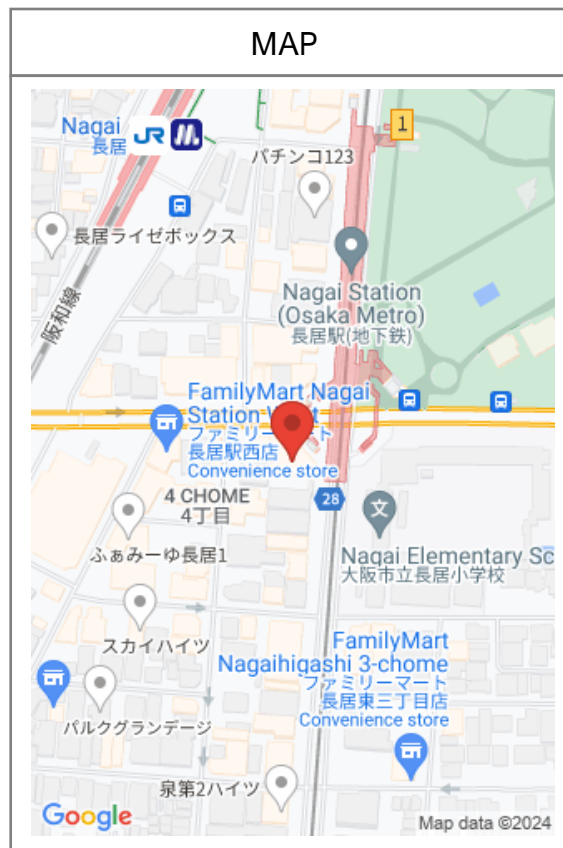 MAP
Nagai
長居
JR
1
パチンコ123
長居ライゼボックス
阪和線
Nagai Station
(Osaka Metro)
長居駅(地下鉄)
FamilyMart Nagai
Station
ファミリーマート
長居駅西店
Convenience store
28
4 CHOME
4丁目
文
ふぁみーゆ長居1
Nagai Elementary Sc
大阪市立長居小学校
スカイハイツ
FamilyMart
Nagaihigashi 3-chome
ファミリーマート
長居東三丁目店
Convenience store
パルクグランデージ
泉第2ハイツ
Google
Map data ©2024